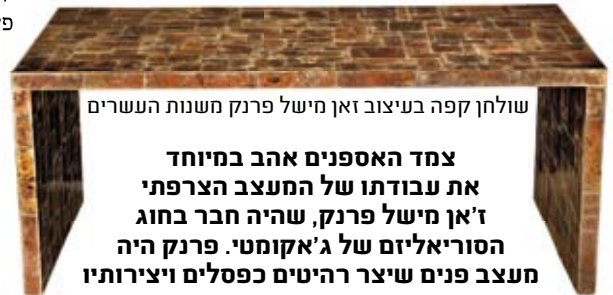 שולחן קפה בעיצוב זאן מישל פרנק משנות העשרים
צמד האספנים אהב במיוחד
את עבודתו של המעצב הצרפתי
ז'אן מישל פרנק, שהיה חבר בחוג
הסוריאליזם של ג'אקומטי. פרנק היה
מעצב פנים שיצר רהיטים כפסלים ויצירותיו